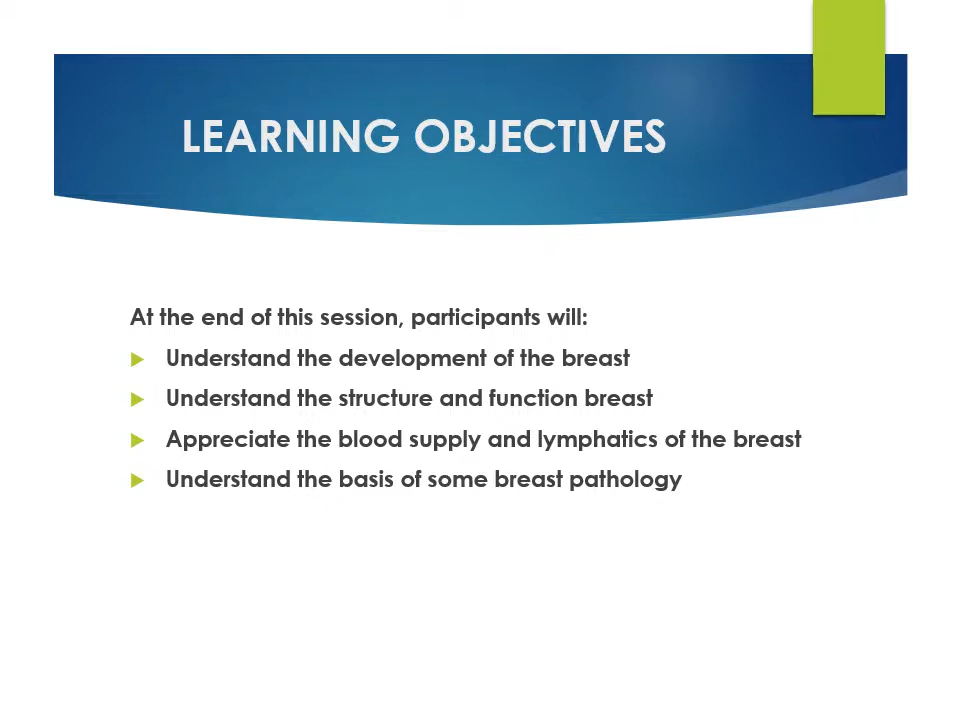 LEARNING OBJECTIVES
At the end of this session, participants will:
Understand the development of the breast
Understand the structure and function breast
Appreciate the blood supply and lymphatics of the breast
Understand the basis of some breast pathology